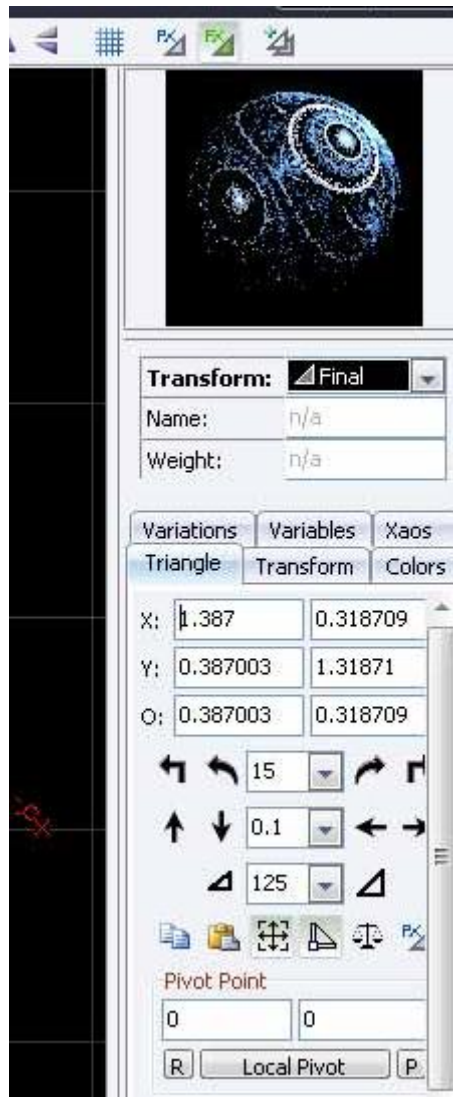 Transform: Final
Name: n/a
Weight: n/a
Variations Variables Xaos
Triangle Transform Colors
X: 1.387 0.318709
Y: 0.387003 1.31871
O: 0.387003 0.318709
15
0.1
125
Pivot Point
0 0
R Local Pivot P